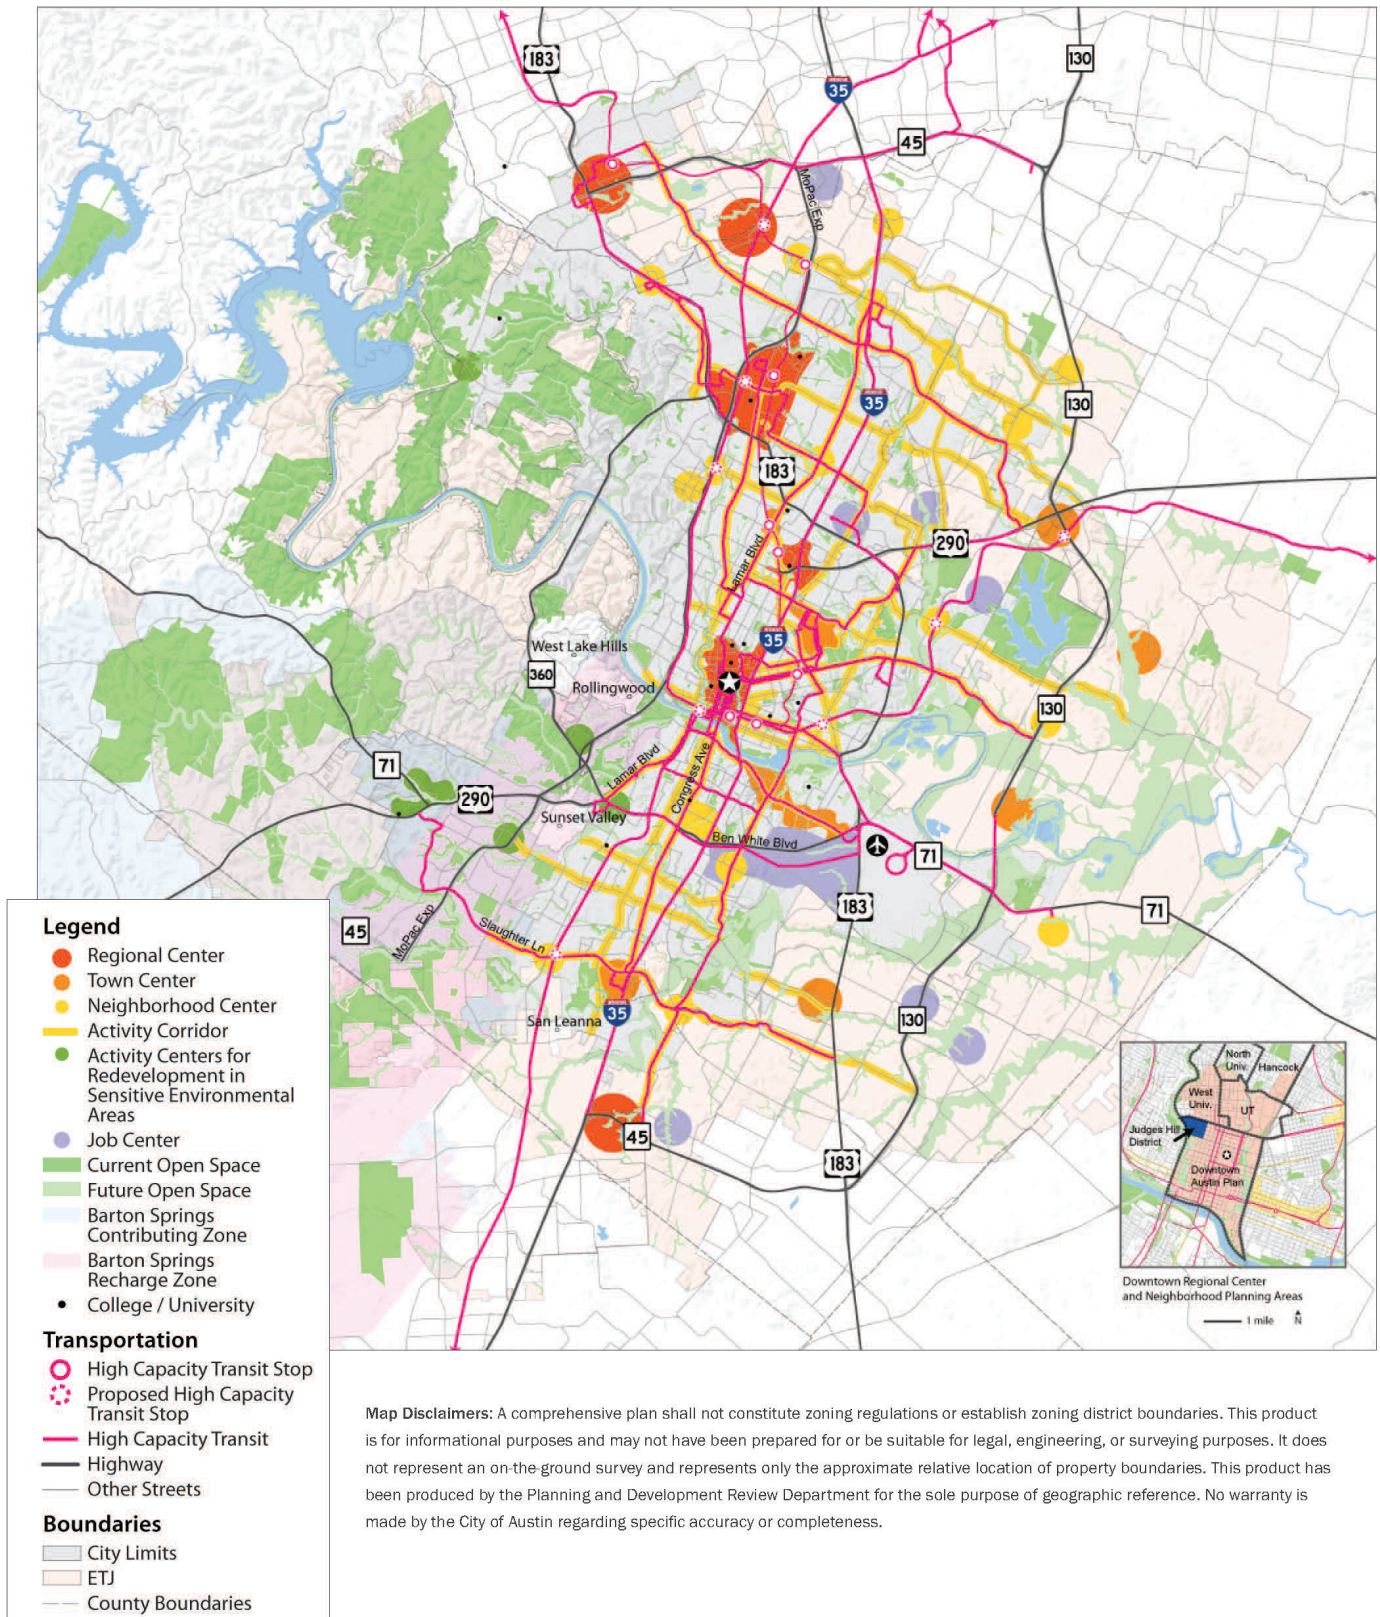 183
35
130
45
MoPac Exp
130
35
183
290
Lamar Blvd
35
West Lake Hills
360
Rollingwood
130
71
Lamar Blvd
Congress Ave
290
Sunset Valley
Ben White Blvd
71
183
71
45
MoPac Exp
Slaughter Ln
San Leanna
35
130
45
183
Legend
Regional Center
Town Center
Neighborhood Center
Activity Corridor
Activity Centers for
Redevelopment in
Sensitive Environmental
Areas
Job Center
Current Open Space
Future Open Space
Barton Springs
Contributing Zone
Barton Springs
Recharge Zone
College / University
Transportation
High Capacity Transit Stop
Proposed High Capacity
Transit Stop
High Capacity Transit
Highway
Other Streets
Boundaries
City Limits
ETJ
County Boundaries
North
Univ.
Hancock
West
Univ.
UT
Judges Hill
District
Downtown
Austin Plan
Downtown Regional Center
and Neighborhood Planning Areas
1 mile
N
Map Disclaimers: A comprehensive plan shall not constitute zoning regulations or establish zoning district boundaries. This product
is for informational purposes and may not have been prepared for or be suitable for legal, engineering, or surveying purposes. It does
not represent an on-the-ground survey and represents only the approximate relative location of property boundaries. This product has
been produced by the Planning and Development Review Department for the sole purpose of geographic reference. No warranty is
made by the City of Austin regarding specific accuracy or completeness.